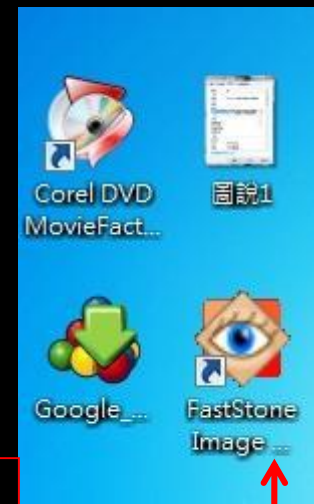 Corel DVD
MovieFact...
圖說1
Google_...
FastStone
Image ...